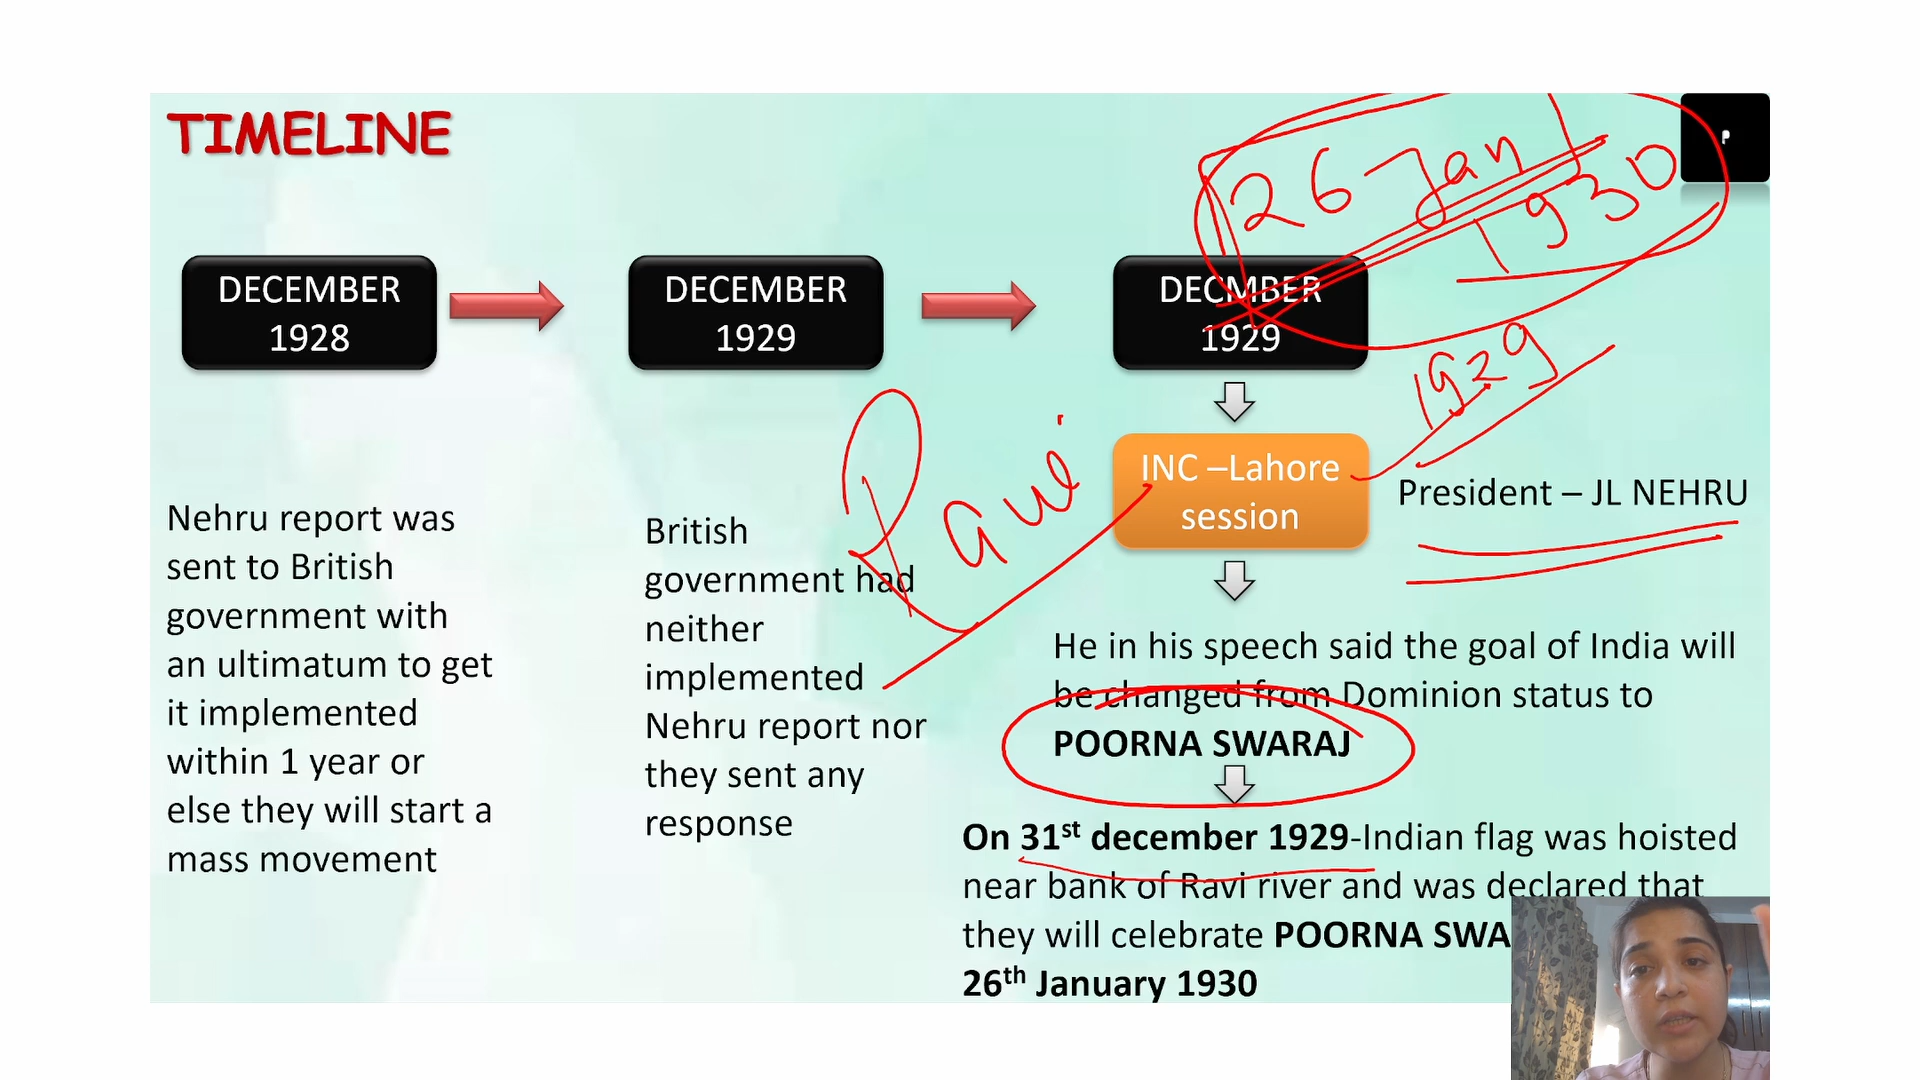 TIMELINE
26 Jan
1930
P
DECEMBER
1928
DECEMBER
1929
DECMBER
1929
1929
Ravi
INC –Lahore
session
President – JL NEHRU
Nehru report was
sent to British
government with
an ultimatum to get
it implemented
within 1 year or
else they will start a
mass movement
British
government had
neither
implemented
Nehru report nor
they sent any
response
He in his speech said the goal of India will
be changed from Dominion status to
POORNA SWARAJ
On 31st december 1929-Indian flag was hoisted
near bank of Ravi river and was declared that
they will celebrate POORNA SWA
26th January 1930